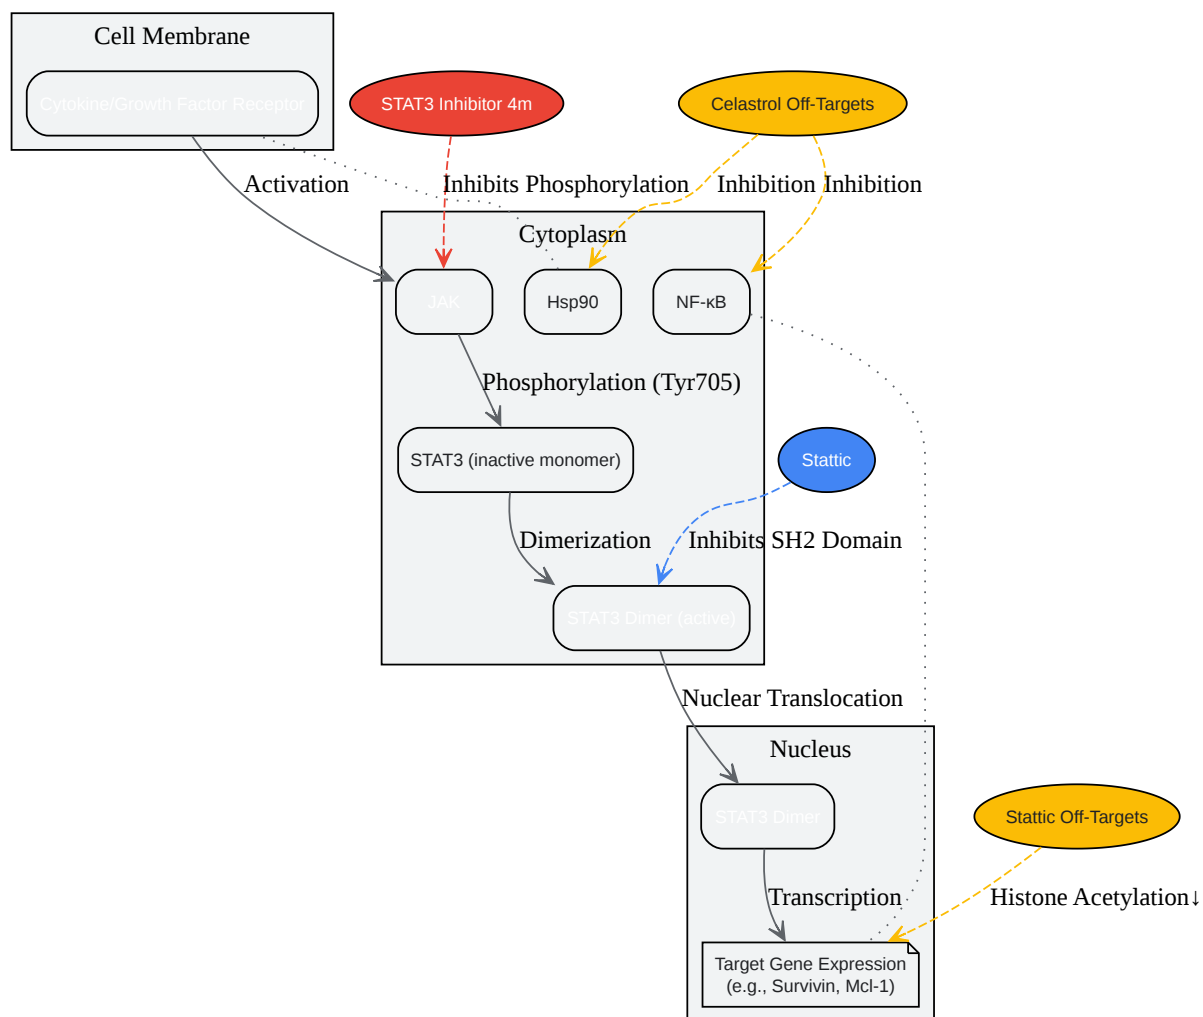 Cell Membrane
Cytokine/Growth Factor Receptor
STAT3 Inhibitor 4m
Celastrol Off-Targets
Activation
Inhibits Phosphorylation
Inhibition
Inhibition
Cytoplasm
JAK
Hsp90
NF-κB
Phosphorylation (Tyr705)
STAT3 (inactive monomer)
Stattic
Dimerization
Inhibits SH2 Domain
STAT3 Dimer (active)
Nuclear Translocation
Nucleus
STAT3 Dimer
Stattic Off-Targets
Transcription
Histone Acetylation↓
Target Gene Expression
(e.g., Survivin, Mcl-1)